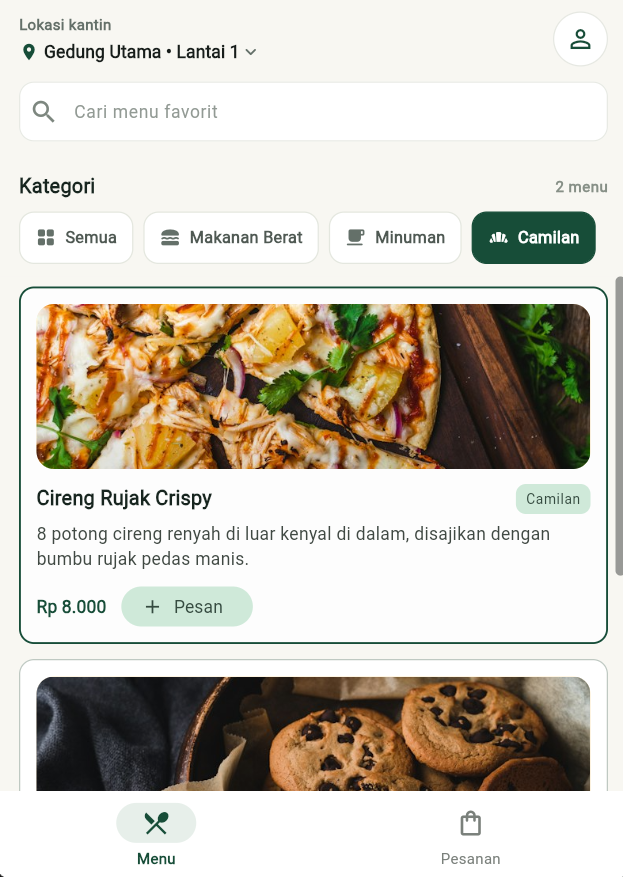 Lokasi kantin
Gedung Utama • Lantai 1
Cari menu favorit
Kategori
2 menu
Semua
Makanan Berat
Minuman
Camilan
Cireng Rujak Crispy
Camilan
8 potong cireng renyah di luar kenyal di dalam, disajikan dengan
bumbu rujak pedas manis.
Rp 8.000
+ Pesan
Menu
Pesanan